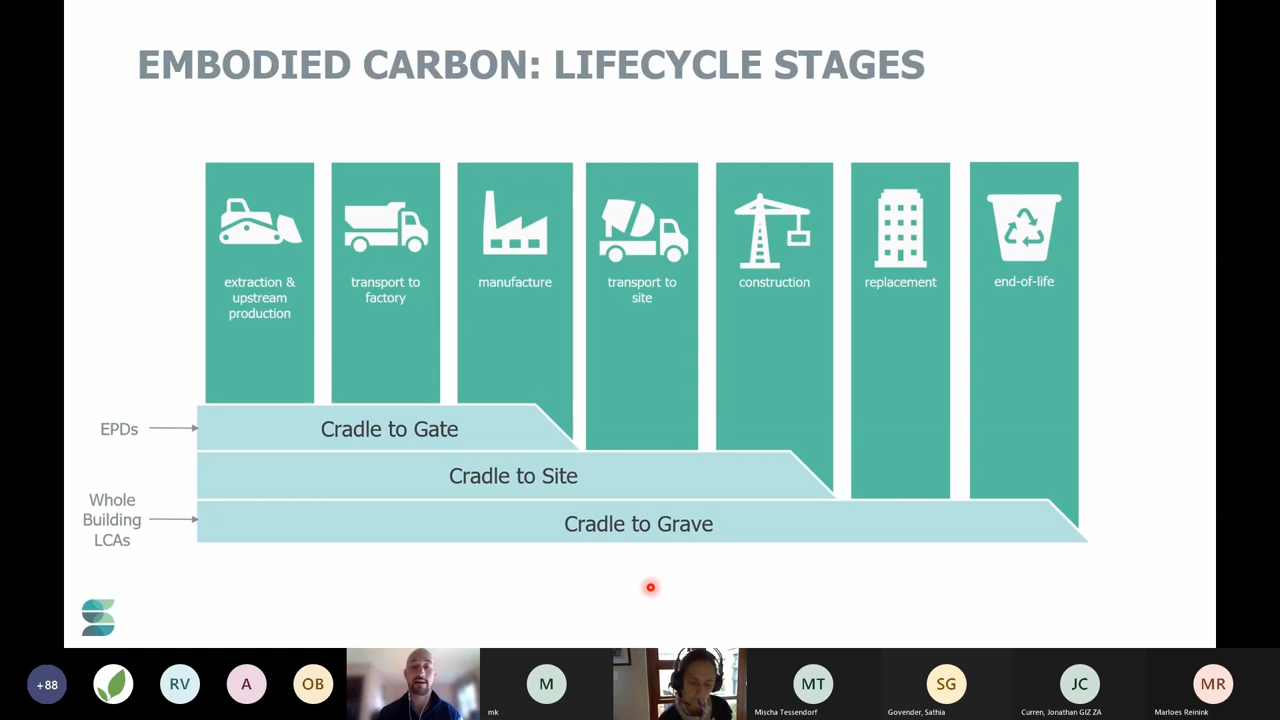 EMBODIED CARBON: LIFECYCLE STAGES
extraction &
upstream
production
transport to
factory
manufacture
transport to
site
construction
replacement
end-of-life
EPDs
Cradle to Gate
Cradle to Site
Whole
Building
LCAs
Cradle to Grave
+88
RV
A
OB
M
mk
MT
Mischa Tessendorf
SG
Govender, Sathia
JC
Curren, Jonathan GIZ ZA
MR
Marloes Reinink